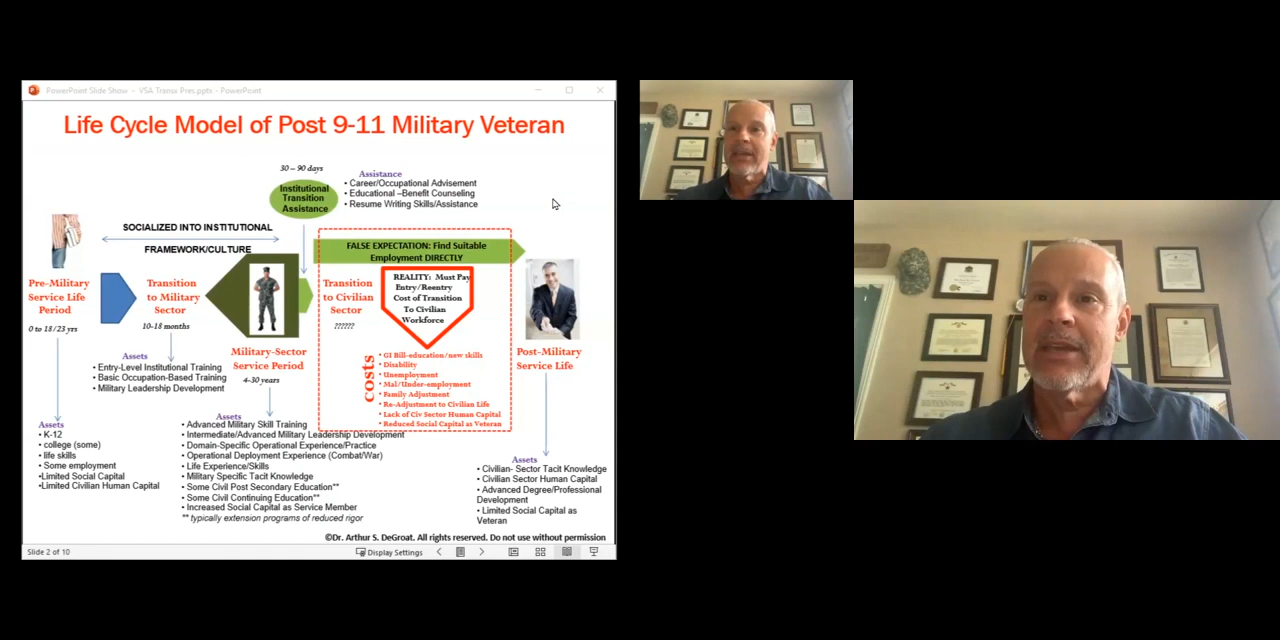 PowerPoint Slide Show - VSA Transx Pres.pptx - PowerPoint
Life Cycle Model of Post 9-11 Military Veteran
30 – 90 days
Institutional
Transition
Assistance
Assistance
• Career/Occupational Advisement
• Educational –Benefit Counseling
• Resume Writing Skills/Assistance
SOCIALIZED INTO INSTITUTIONAL
FRAMEWORK/CULTURE
FALSE EXPECTATION: Find Suitable
Employment DIRECTLY
Pre-Military
Service Life
Period
0 to 18/23 yrs
Transition
to Military
Sector
10-18 months
Military-Sector
Service Period
4-30 years
Transition
to Civilian
Sector
??????
REALITY: Must Pay
Entry/Reentry
Cost of Transition
To Civilian
Workforce
Post-Military
Service Life
costs
• GI Bill-education/new skills
• Disability
• Unemployment
• Mal/Under-employment
• Family Adjustment
• Re-Adjustment to Civilian Life
• Lack of Civ Sector Human Capital
• Reduced Social Capital as Veteran
Assets
• Entry-Level Institutional Training
• Basic Occupation-Based Training
• Military Leadership Development
Assets
• K-12
• college (some)
• life skills
• Some employment
•Limited Social Capital
•Limited Civilian Human Capital
Assets
• Advanced Military Skill Training
• Intermediate/Advanced Military Leadership Development
• Domain-Specific Operational Experience/Practice
• Operational Deployment Experience (Combat/War)
• Life Experience/Skills
• Military Specific Tacit Knowledge
• Some Civil Post Secondary Education**
• Some Civil Continuing Education**
• Increased Social Capital as Service Member
** typically extension programs of reduced rigor
Assets
• Civilian- Sector Tacit Knowledge
• Civilian Sector Human Capital
• Advanced Degree/Professional
Development
• Limited Social Capital as
Veteran
©Dr. Arthur S. DeGroat. All rights reserved. Do not use without permission
Slide 2 of 10
Display Settings